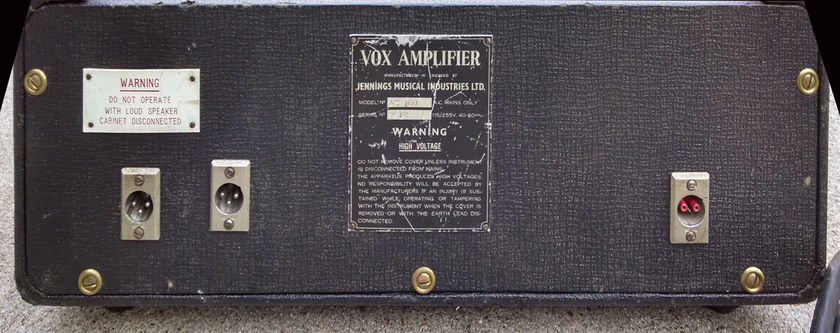 WARNING
DO NOT OPERATE
WITH LOUD SPEAKER
CABINET DISCONNECTED
VOX AMPLIFIER
MANUFACTURED IN ENGLAND BY
JENNINGS MUSICAL INDUSTRIES LTD.
MODEL Nº AC 100 A.C. MAINS ONLY
SERIAL Nº 115/255V. 40-60~
WARNING
HIGH VOLTAGE
DO NOT REMOVE COVER UNLESS INSTRUMENT
IS DISCONNECTED FROM MAINS.
THE APPARATUS PRODUCES HIGH VOLTAGES.
NO RESPONSIBILITY WILL BE ACCEPTED BY
THE MANUFACTURERS IF AN INJURY IS SUS-
TAINED WHILE OPERATING OR TAMPERING
WITH THE INSTRUMENT WHEN THE COVER IS
REMOVED OR WITH THE EARTH LEAD DIS-
CONNECTED.